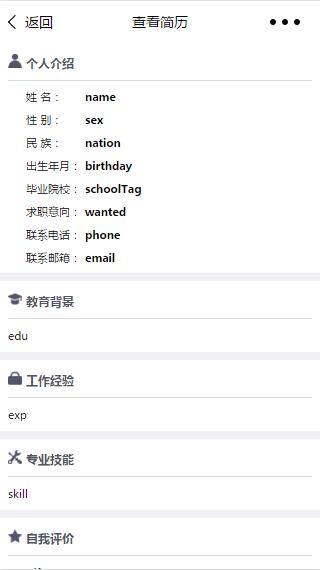 返回 查看简历
个人介绍
姓 名： name
性 别： sex
民 族： nation
出生年月： birthday
毕业院校： schoolTag
求职意向： wanted
联系电话： phone
联系邮箱： email
教育背景
edu
工作经验
exp
专业技能
skill
自我评价